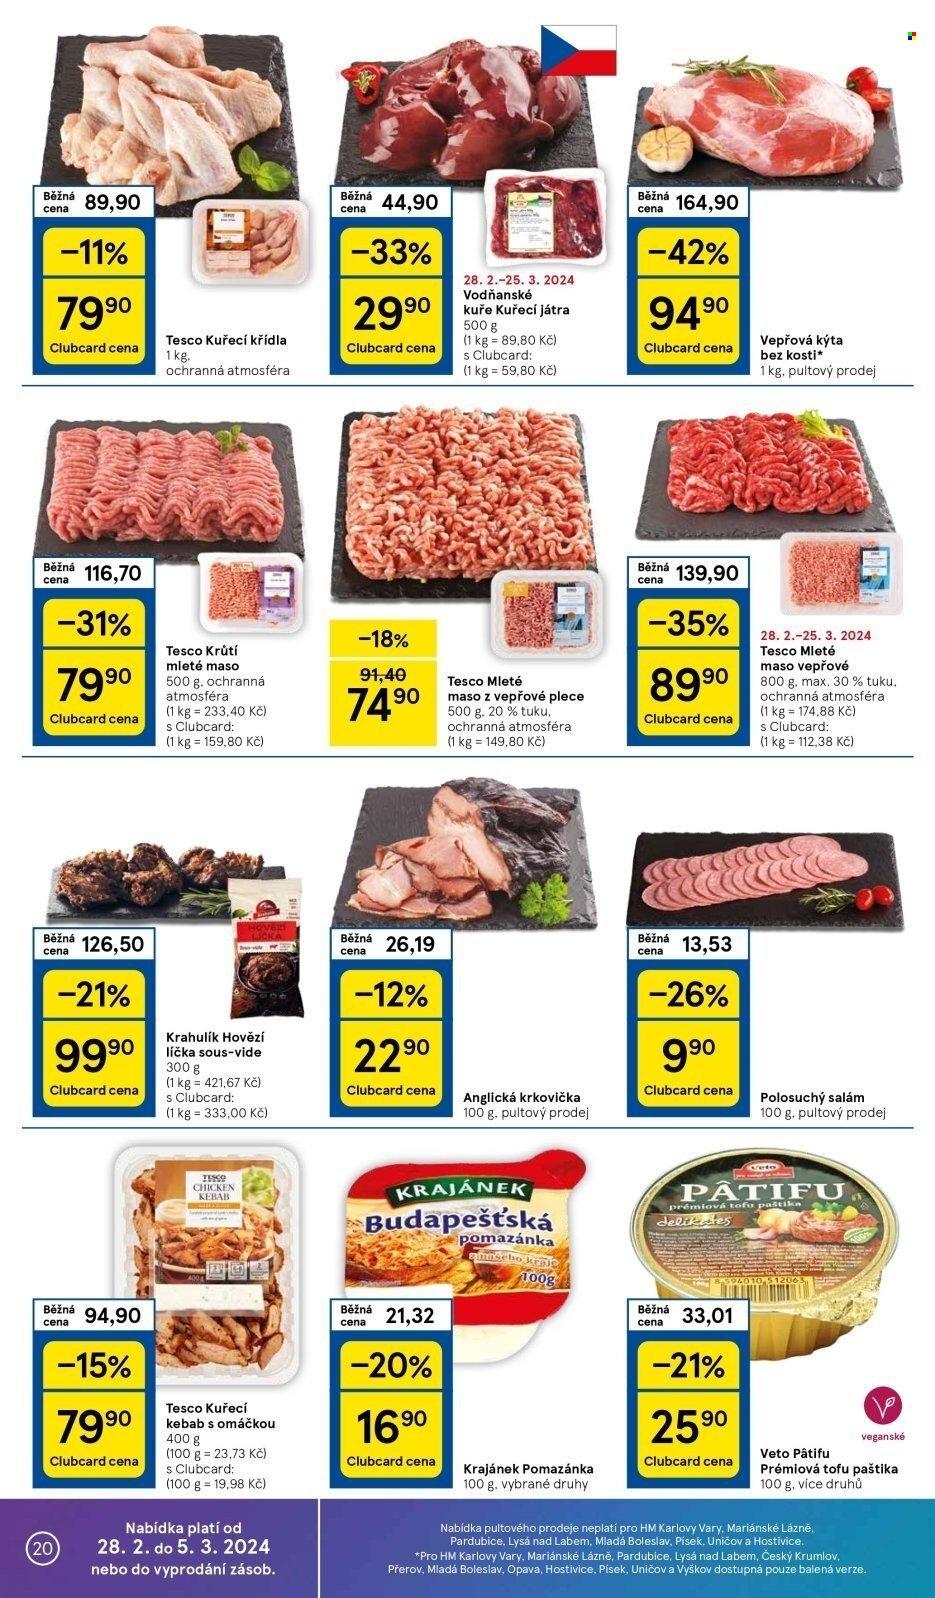 Běžná cena 89,90
–11%
79 90
Clubcard cena
Tesco Kuřecí křídla
1 kg,
ochranná atmosféra
Běžná cena 44,90
–33%
29 90
Clubcard cena
28. 2.–25. 3. 2024
Vodňanské
kuře Kuřecí játra
500 g
(1 kg = 89,80 Kč)
s Clubcard:
(1 kg = 59,80 Kč)
Běžná cena 164,90
–42%
94 90
Clubcard cena
Vepřová kýta
bez kosti*
1 kg, pultový prodej
Běžná cena 116,70
–31%
79 90
Clubcard cena
Tesco Krůtí
mleté maso
500 g, ochranná
atmosféra
(1 kg = 233,40 Kč)
s Clubcard:
(1 kg = 159,80 Kč)
–18%
91,40
74 90
Tesco Mleté
maso z vepřové plece
500 g, 20 % tuku,
ochranná atmosféra
(1 kg = 149,80 Kč)
Běžná cena 139,90
–35%
89 90
Clubcard cena
28. 2.–25. 3. 2024
Tesco Mleté
maso vepřové
800 g, max. 30 % tuku,
ochranná atmosféra
(1 kg = 174,88 Kč)
s Clubcard:
(1 kg = 112,38 Kč)
Běžná cena 126,50
–21%
99 90
Clubcard cena
HOVĚZÍ
LÍČKA
Sous-vide
Krahulík Hovězí
líčka sous-vide
300 g
(1 kg = 421,67 Kč)
s Clubcard:
(1 kg = 333,00 Kč)
Běžná cena 26,19
–12%
22 90
Clubcard cena
Anglická krkovička
100 g, pultový prodej
Běžná cena 13,53
–26%
9 90
Clubcard cena
Polosuchý salám
100 g, pultový prodej
TESCO
CHICKEN
KEBAB
400 g
Běžná cena 94,90
–15%
79 90
Clubcard cena
Tesco Kuřecí
kebab s omáčkou
400 g
(100 g = 23,73 Kč)
s Clubcard:
(100 g = 19,98 Kč)
KRAJÁNEK
Budapešťská
pomazánka
z našeho kraje
100g
Běžná cena 21,32
–20%
16 90
Clubcard cena
Krajánek Pomazánka
100 g, vybrané druhy
Veto
PÂTIFU
prémiová tofu paštika
delikates
8 594010 512063
Běžná cena 33,01
–21%
25 90
Clubcard cena
veganské
Veto Pâtifu
Prémiová tofu paštika
100 g, více druhů
20
Nabídka platí od
28. 2. do 5. 3. 2024
nebo do vyprodání zásob.
Nabídka pultového prodeje neplatí pro HM Karlovy Vary, Mariánské Lázně,
Pardubice, Lysá nad Labem, Mladá Boleslav, Písek, Uničov a Hostivice.
*Pro HM Karlovy Vary, Mariánské Lázně, Pardubice, Lysá nad Labem, Český Krumlov,
Přerov, Mladá Boleslav, Opava, Hostivice, Písek, Uničov a Vyškov dostupná pouze balená verze.